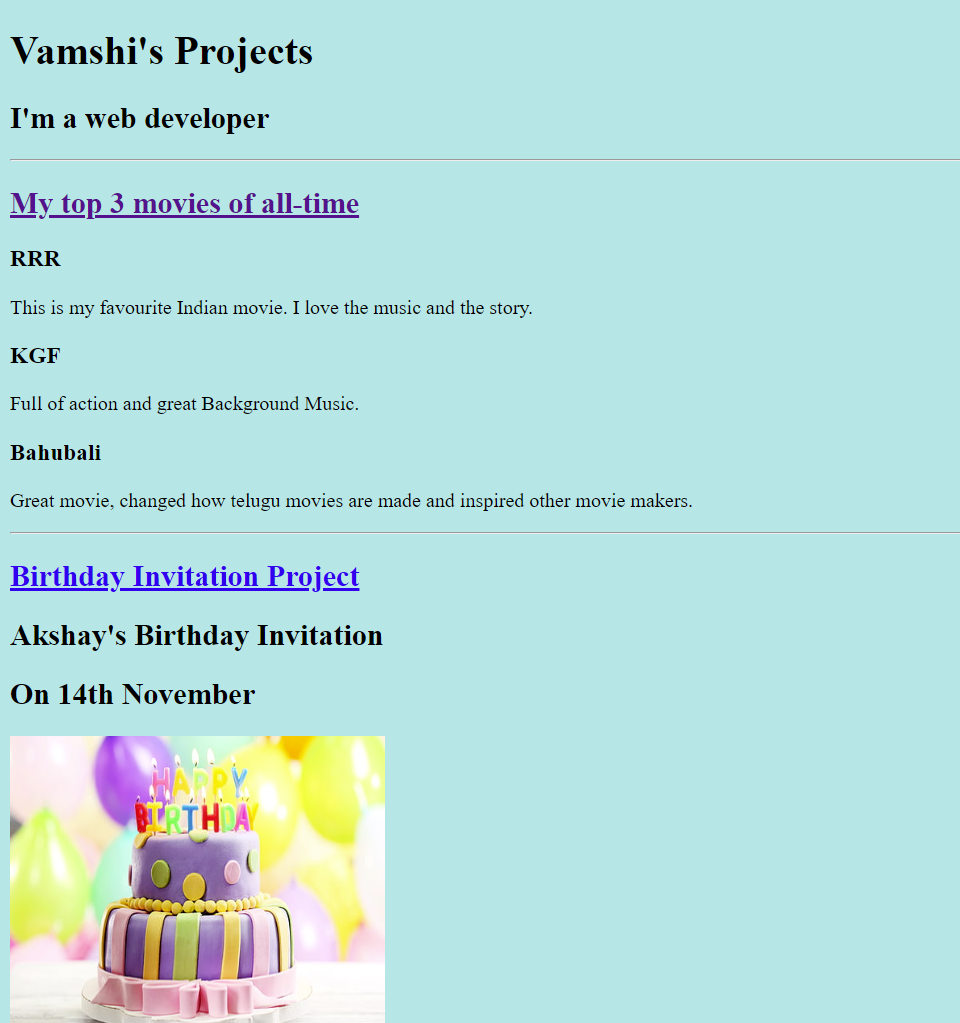 Vamshi's Projects
I'm a web developer
My top 3 movies of all-time
RRR
This is my favourite Indian movie. I love the music and the story.
KGF
Full of action and great Background Music.
Bahubali
Great movie, changed how telugu movies are made and inspired other movie makers.
Birthday Invitation Project
Akshay's Birthday Invitation
On 14th November
HAPPY
BIRTHDAY